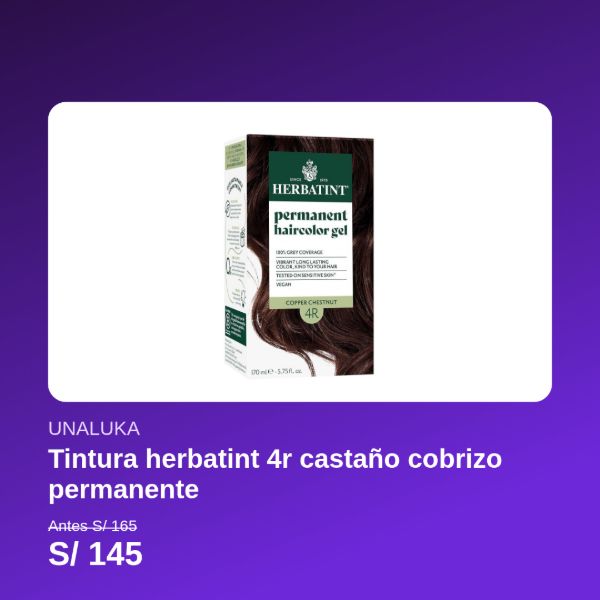 SINCE 1970
HERBATINT®
permanent
haircolor gel
100% GREY COVERAGE
VIBRANT LONG LASTING
COLOR, KIND TO YOUR HAIR
TESTED ON SENSITIVE SKIN*
VEGAN
COPPER CHESTNUT
4R
170 ml ℮ - 5.75 fl. oz.
UNALUKA
Tintura herbatint 4r castaño cobrizo
permanente
Antes S/ 165
S/ 145